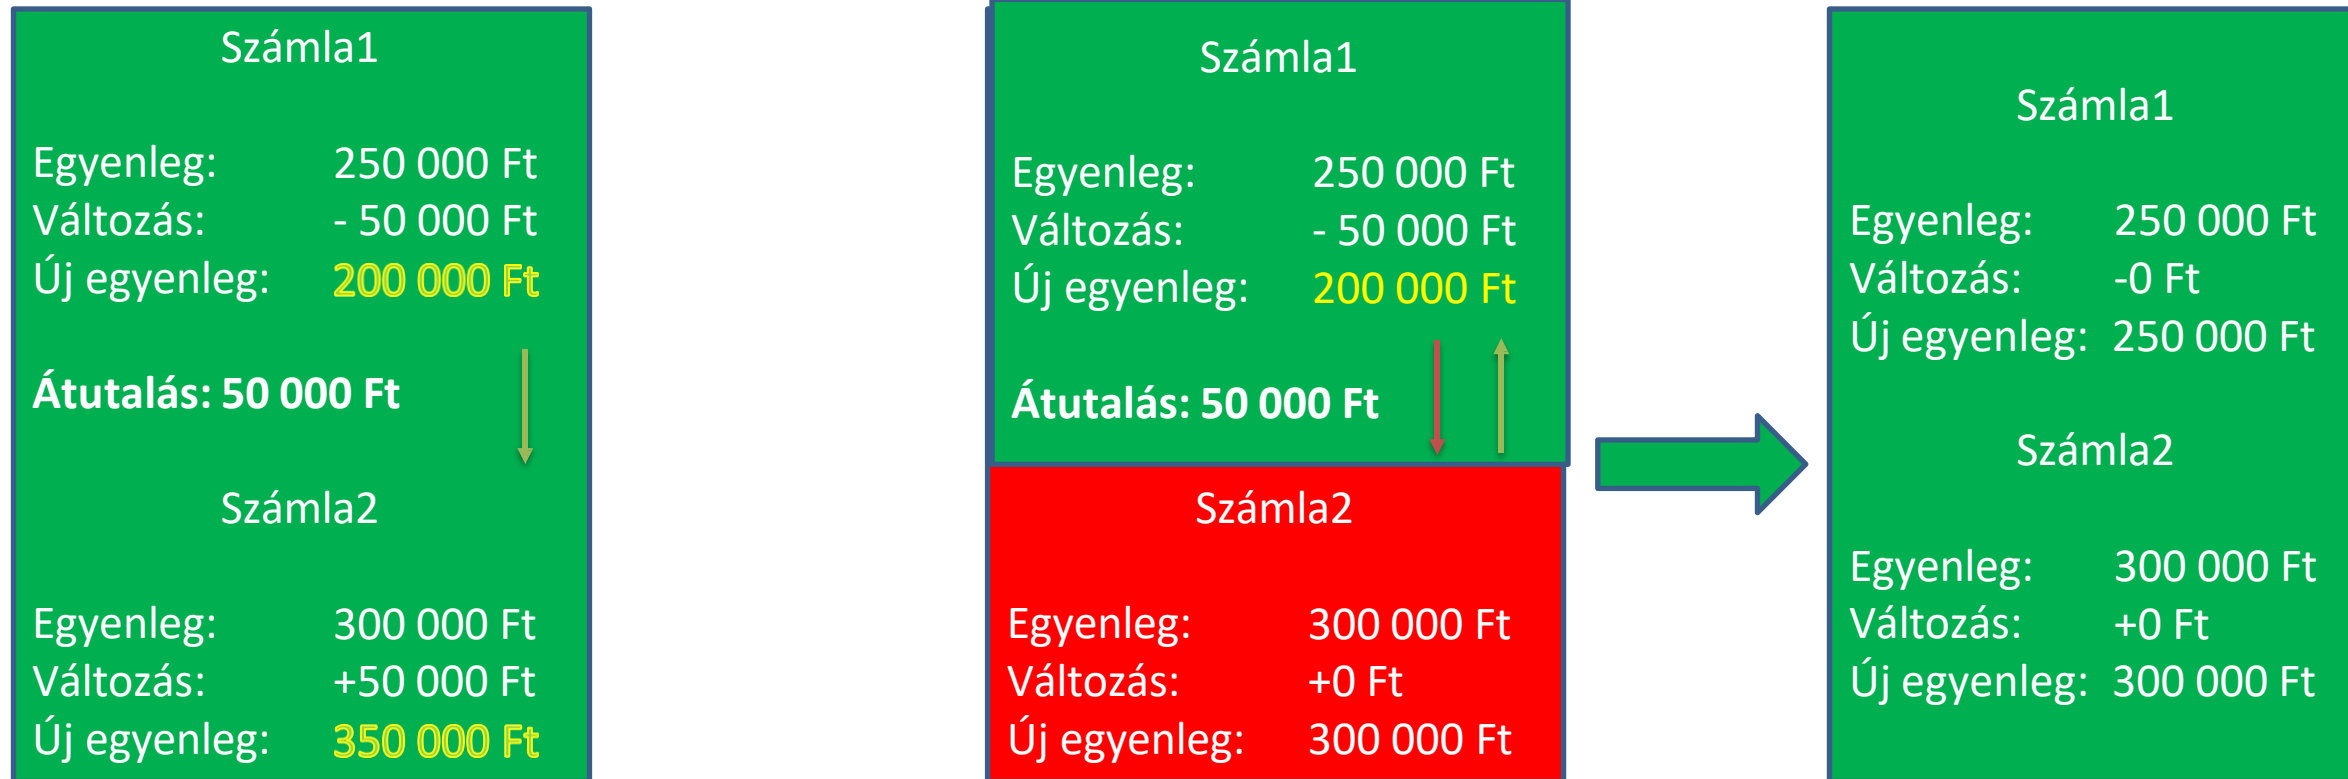 Számla1
Egyenleg: 250 000 Ft
Változás: - 50 000 Ft
Új egyenleg: 200 000 Ft
Átutalás: 50 000 Ft
Számla2
Egyenleg: 300 000 Ft
Változás: +50 000 Ft
Új egyenleg: 350 000 Ft
Számla1
Egyenleg: 250 000 Ft
Változás: - 50 000 Ft
Új egyenleg: 200 000 Ft
Átutalás: 50 000 Ft
Számla2
Egyenleg: 300 000 Ft
Változás: +0 Ft
Új egyenleg: 300 000 Ft
Számla1
Egyenleg: 250 000 Ft
Változás: -0 Ft
Új egyenleg: 250 000 Ft
Számla2
Egyenleg: 300 000 Ft
Változás: +0 Ft
Új egyenleg: 300 000 Ft